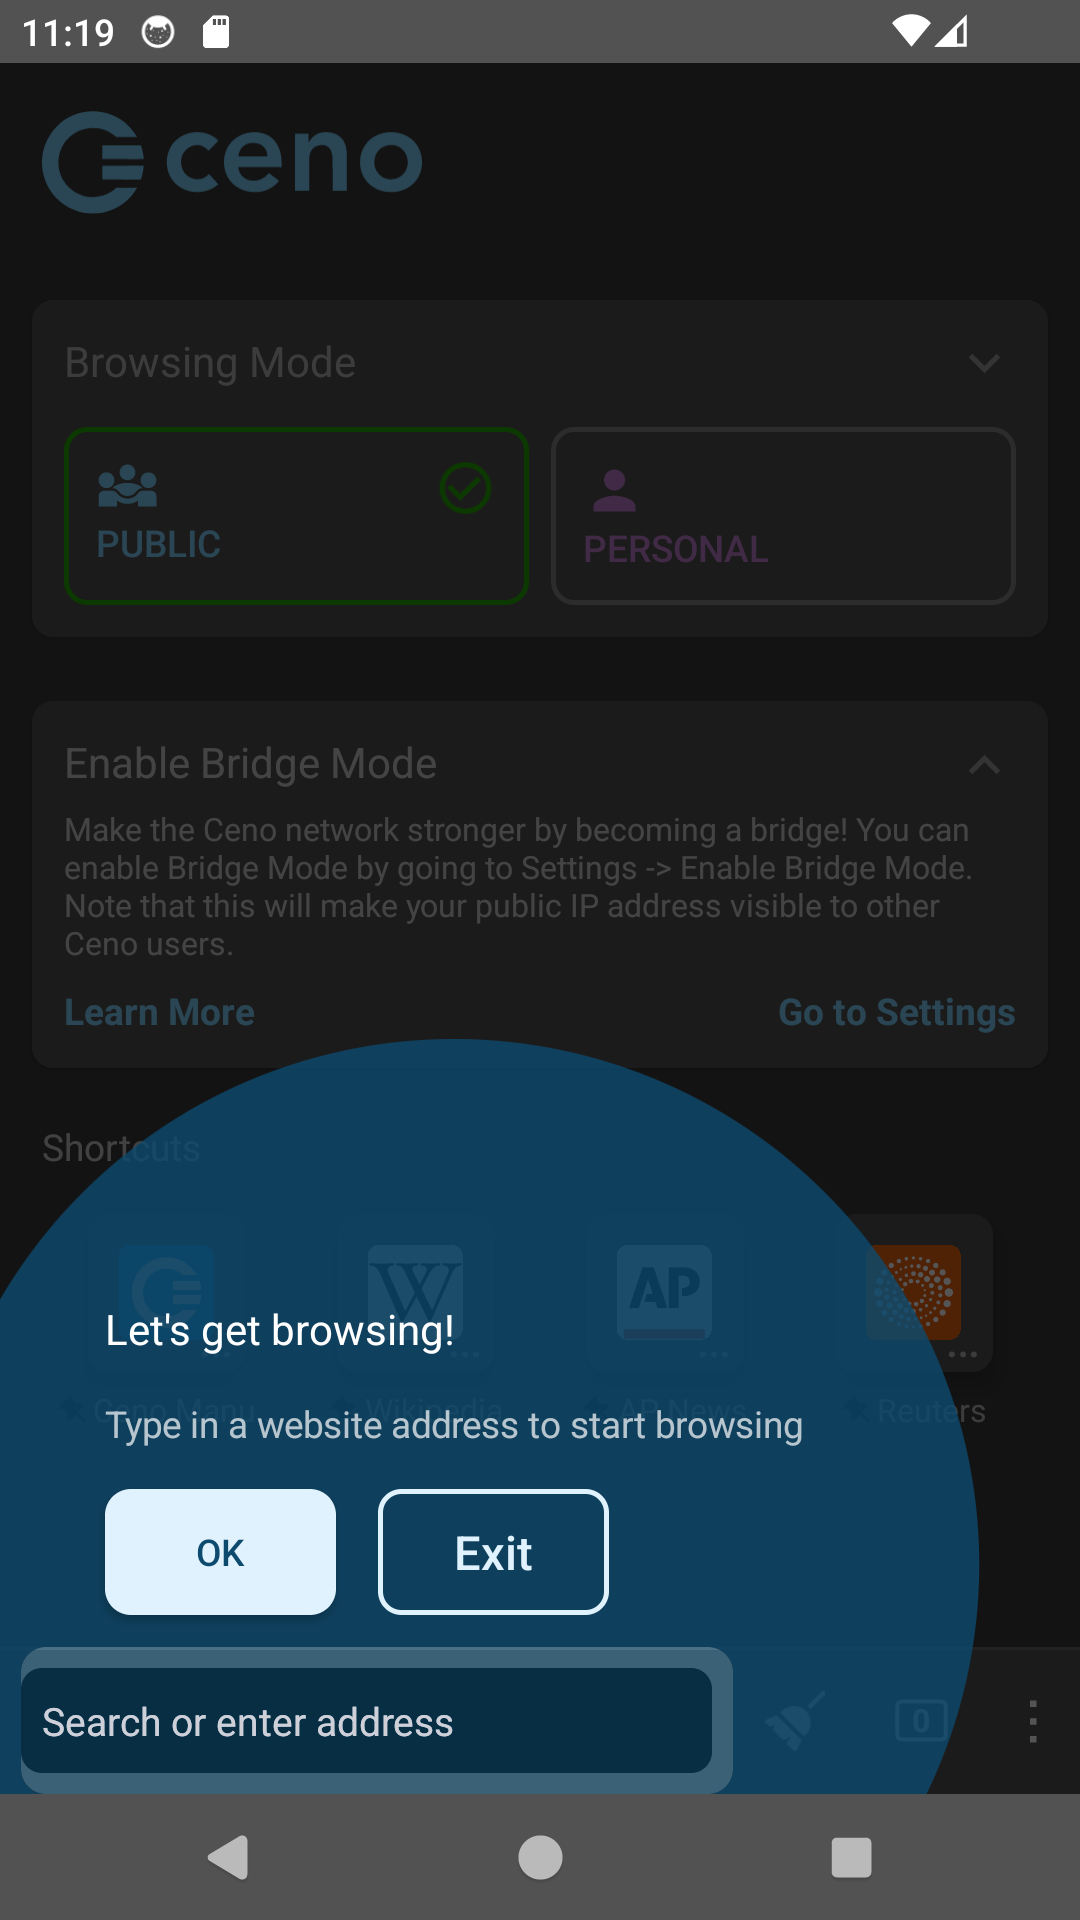 11:19
ceno
Browsing Mode
PUBLIC
PERSONAL
Enable Bridge Mode
Make the Ceno network stronger by becoming a bridge! You can
enable Bridge Mode by going to Settings -> Enable Bridge Mode.
Note that this will make your public IP address visible to other
Ceno users.
Learn More
Go to Settings
Shortcuts
W
AP
Let's get browsing!
Ceno Manu
Wikipedia
AP News
Reuters
Type in a website address to start browsing
OK
Exit
Search or enter address
0